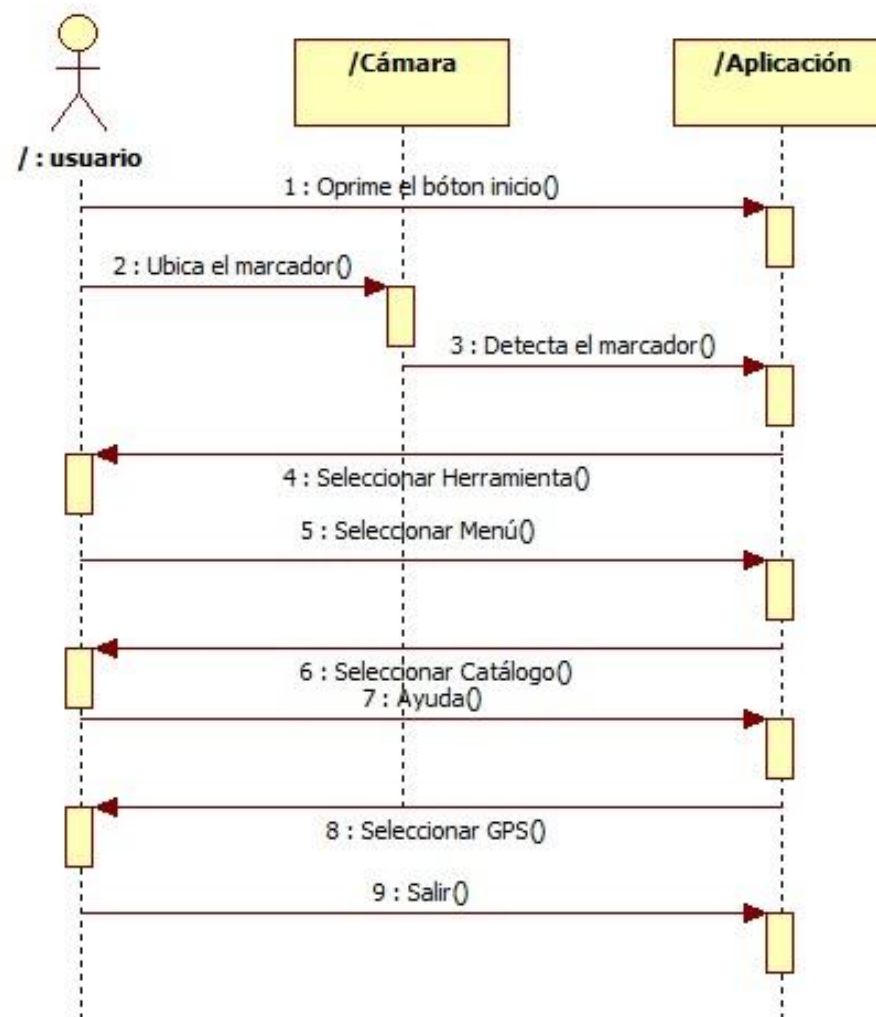 /Cámara
/Aplicación
/ : usuario
1 : Oprime el bóton inicio()
2 : Ubica el marcador()
3 : Detecta el marcador()
4 : Seleccionar Herramienta()
5 : Seleccionar Menú()
6 : Seleccionar Catálogo()
7 : Ayuda()
8 : Seleccionar GPS()
9 : Salir()